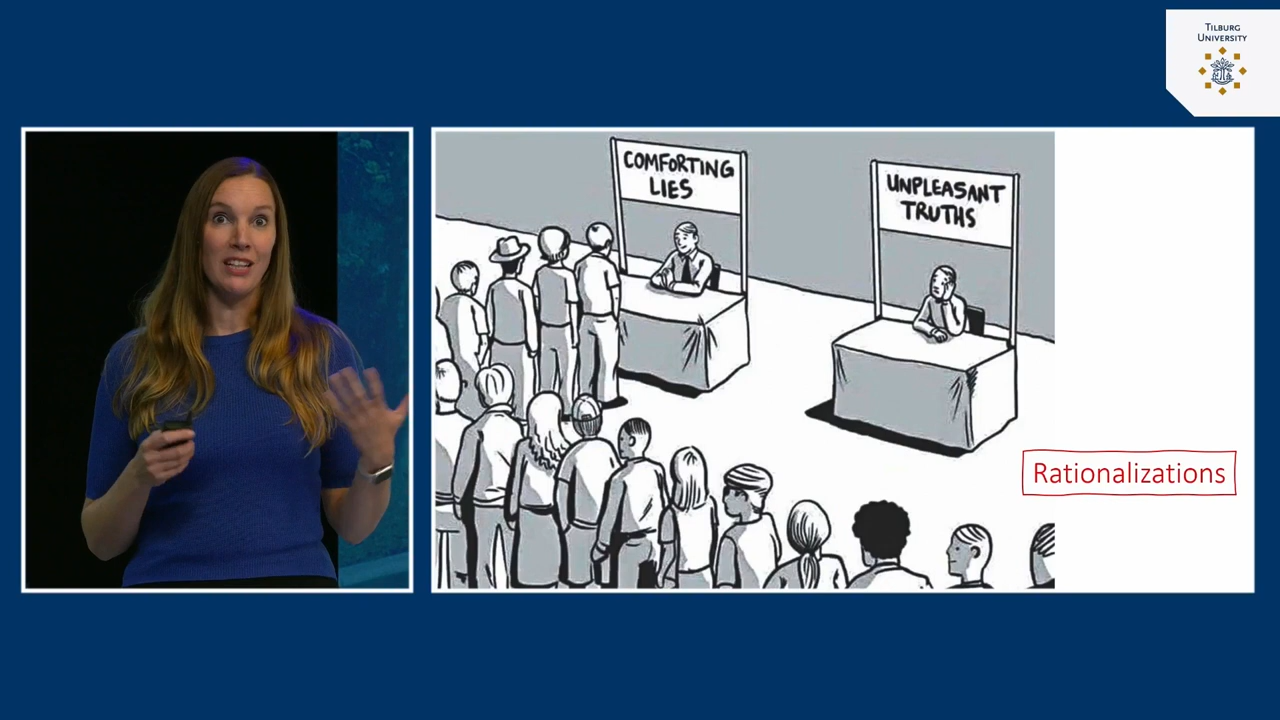 TILBURG
UNIVERSITY
COMFORTING
LIES
UNPLEASANT
TRUTHS
Rationalizations